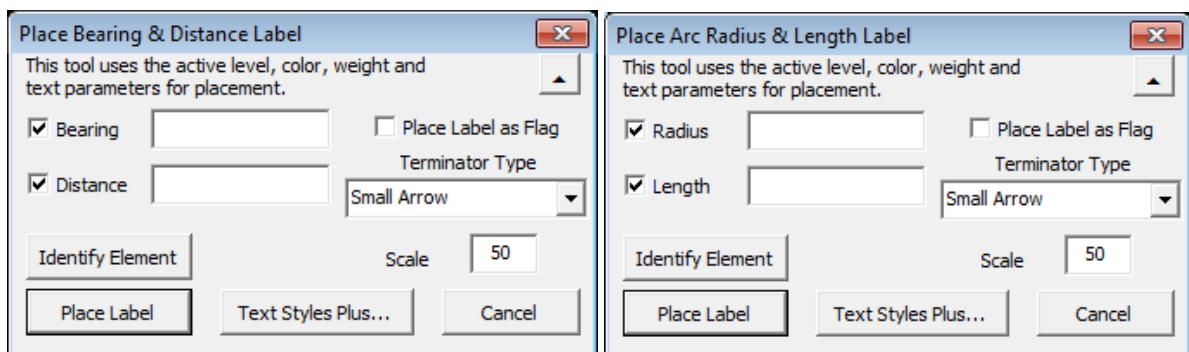 Place Bearing & Distance Label
This tool uses the active level, color, weight and
text parameters for placement.
Bearing
Place Label as Flag
Terminator Type
Distance
Small Arrow
Identify Element
Scale
50
Place Label
Text Styles Plus...
Cancel
Place Arc Radius & Length Label
This tool uses the active level, color, weight and
text parameters for placement.
Radius
Place Label as Flag
Terminator Type
Length
Small Arrow
Identify Element
Scale
50
Place Label
Text Styles Plus...
Cancel